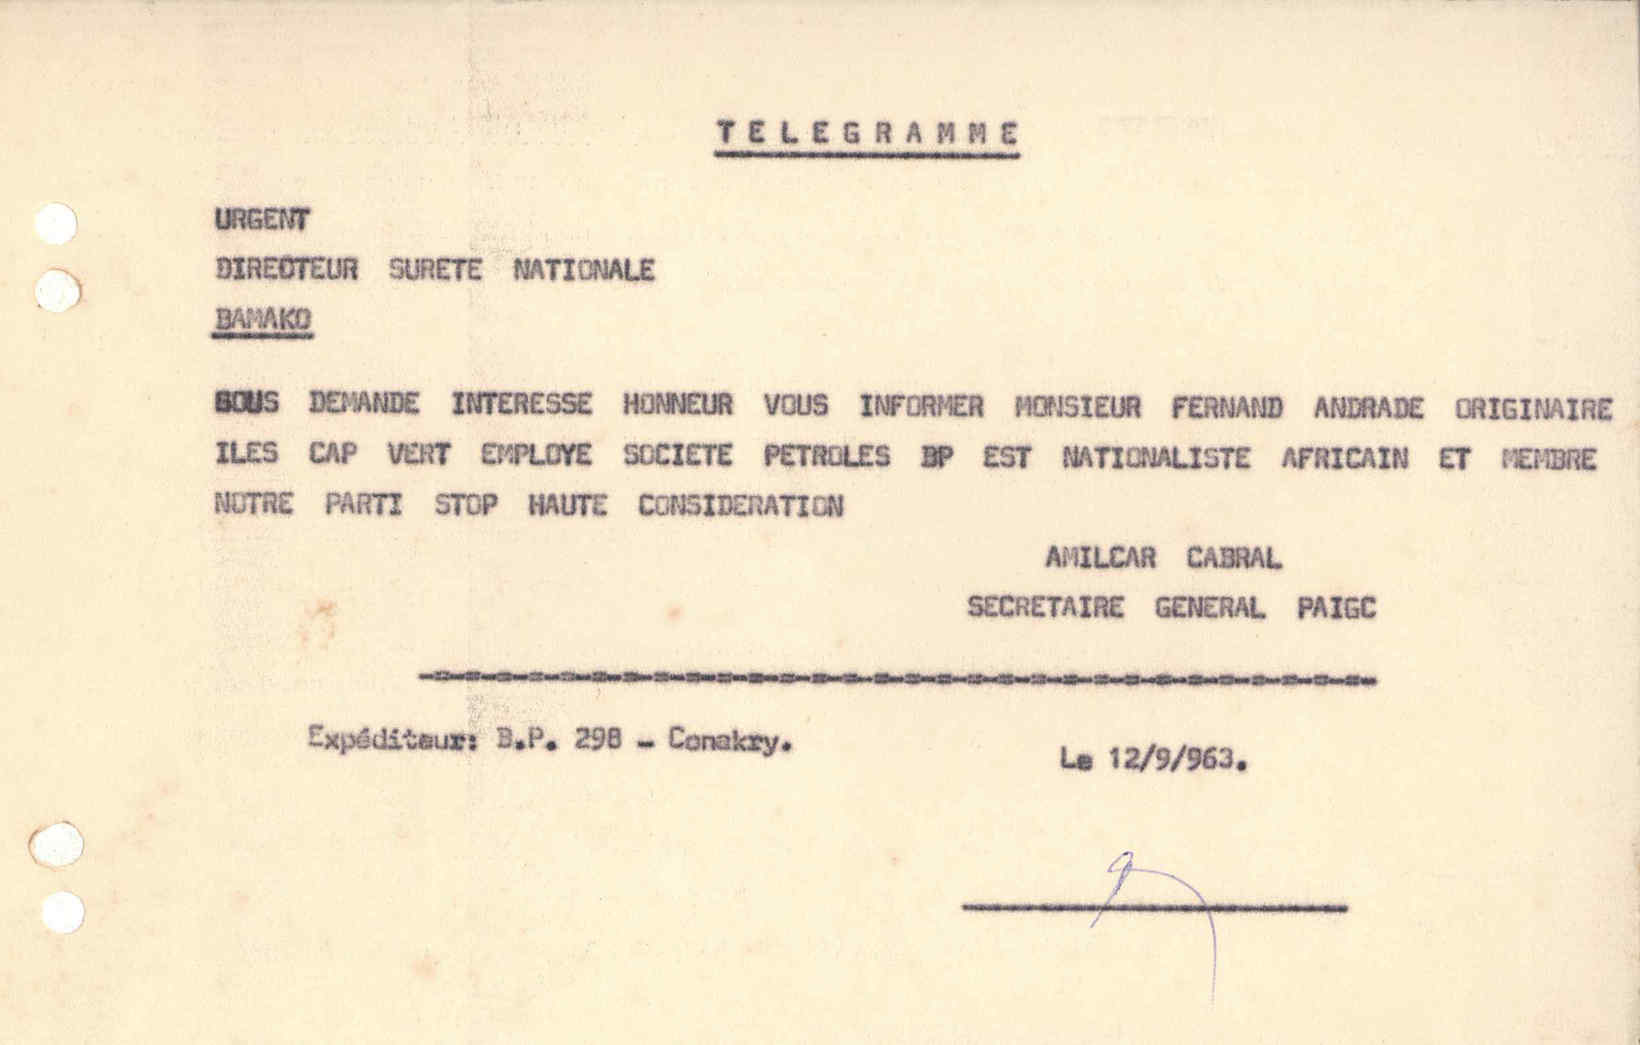 TELEGRAMME
URGENT
DIRECTEUR SURETE NATIONALE
BAMAKO
SOUS DEMANDE INTERESSE HONNEUR VOUS INFORMER MONSIEUR FERNAND ANDRADE ORIGINAIRE
ILES CAP VERT EMPLOYE SOCIETE PETROLES BP EST NATIONALISTE AFRICAIN ET MEMBRE
NOTRE PARTI STOP HAUTE CONSIDERATION
AMILCAR CABRAL
SECRETAIRE GENERAL PAIGC
Expéditeur: B.P. 298 - Conakry.
Le 12/9/963.